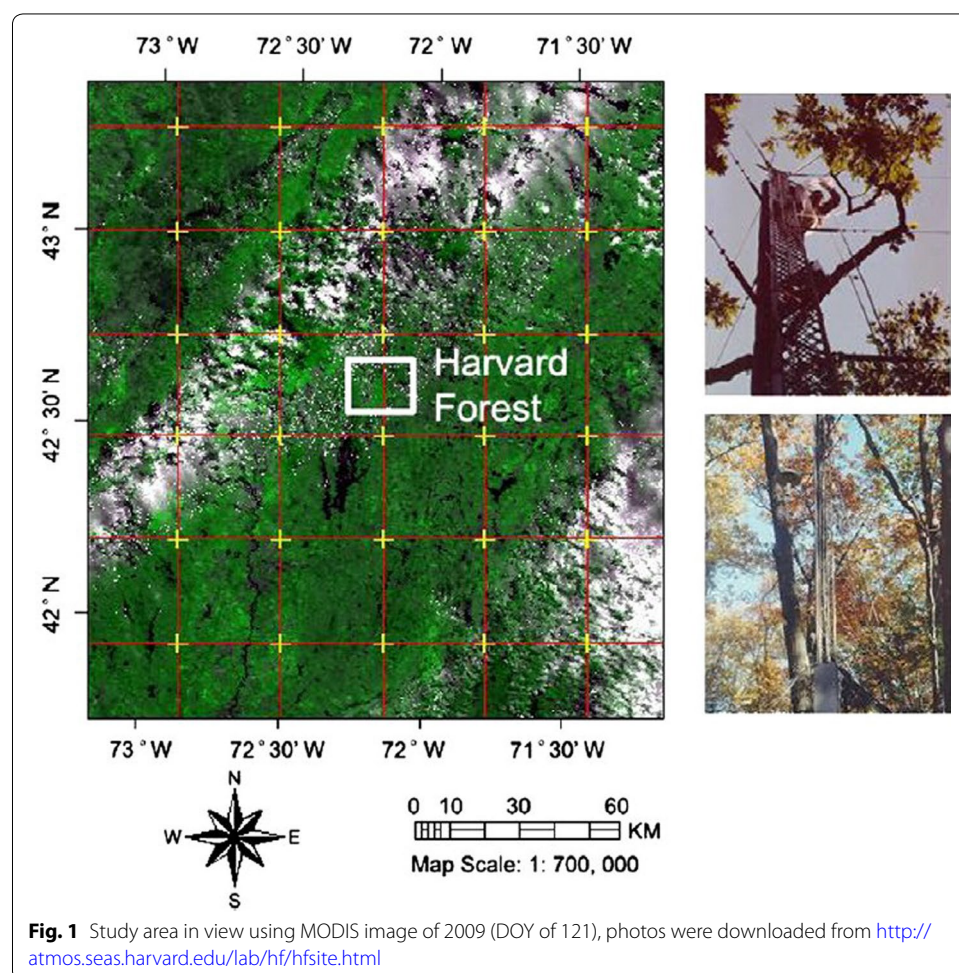 73°W 72°30'W 72°W 71°30'W
43°N
42°30'N
42°N
Harvard
Forest
73°W 72°30'W 72°W 71°30'W
N
W E
S
0 10 30 60
KM
Map Scale: 1: 700, 000
Fig. 1 Study area in view using MODIS image of 2009 (DOY of 121), photos were downloaded from http://
atmos.seas.harvard.edu/lab/hf/hfsite.html